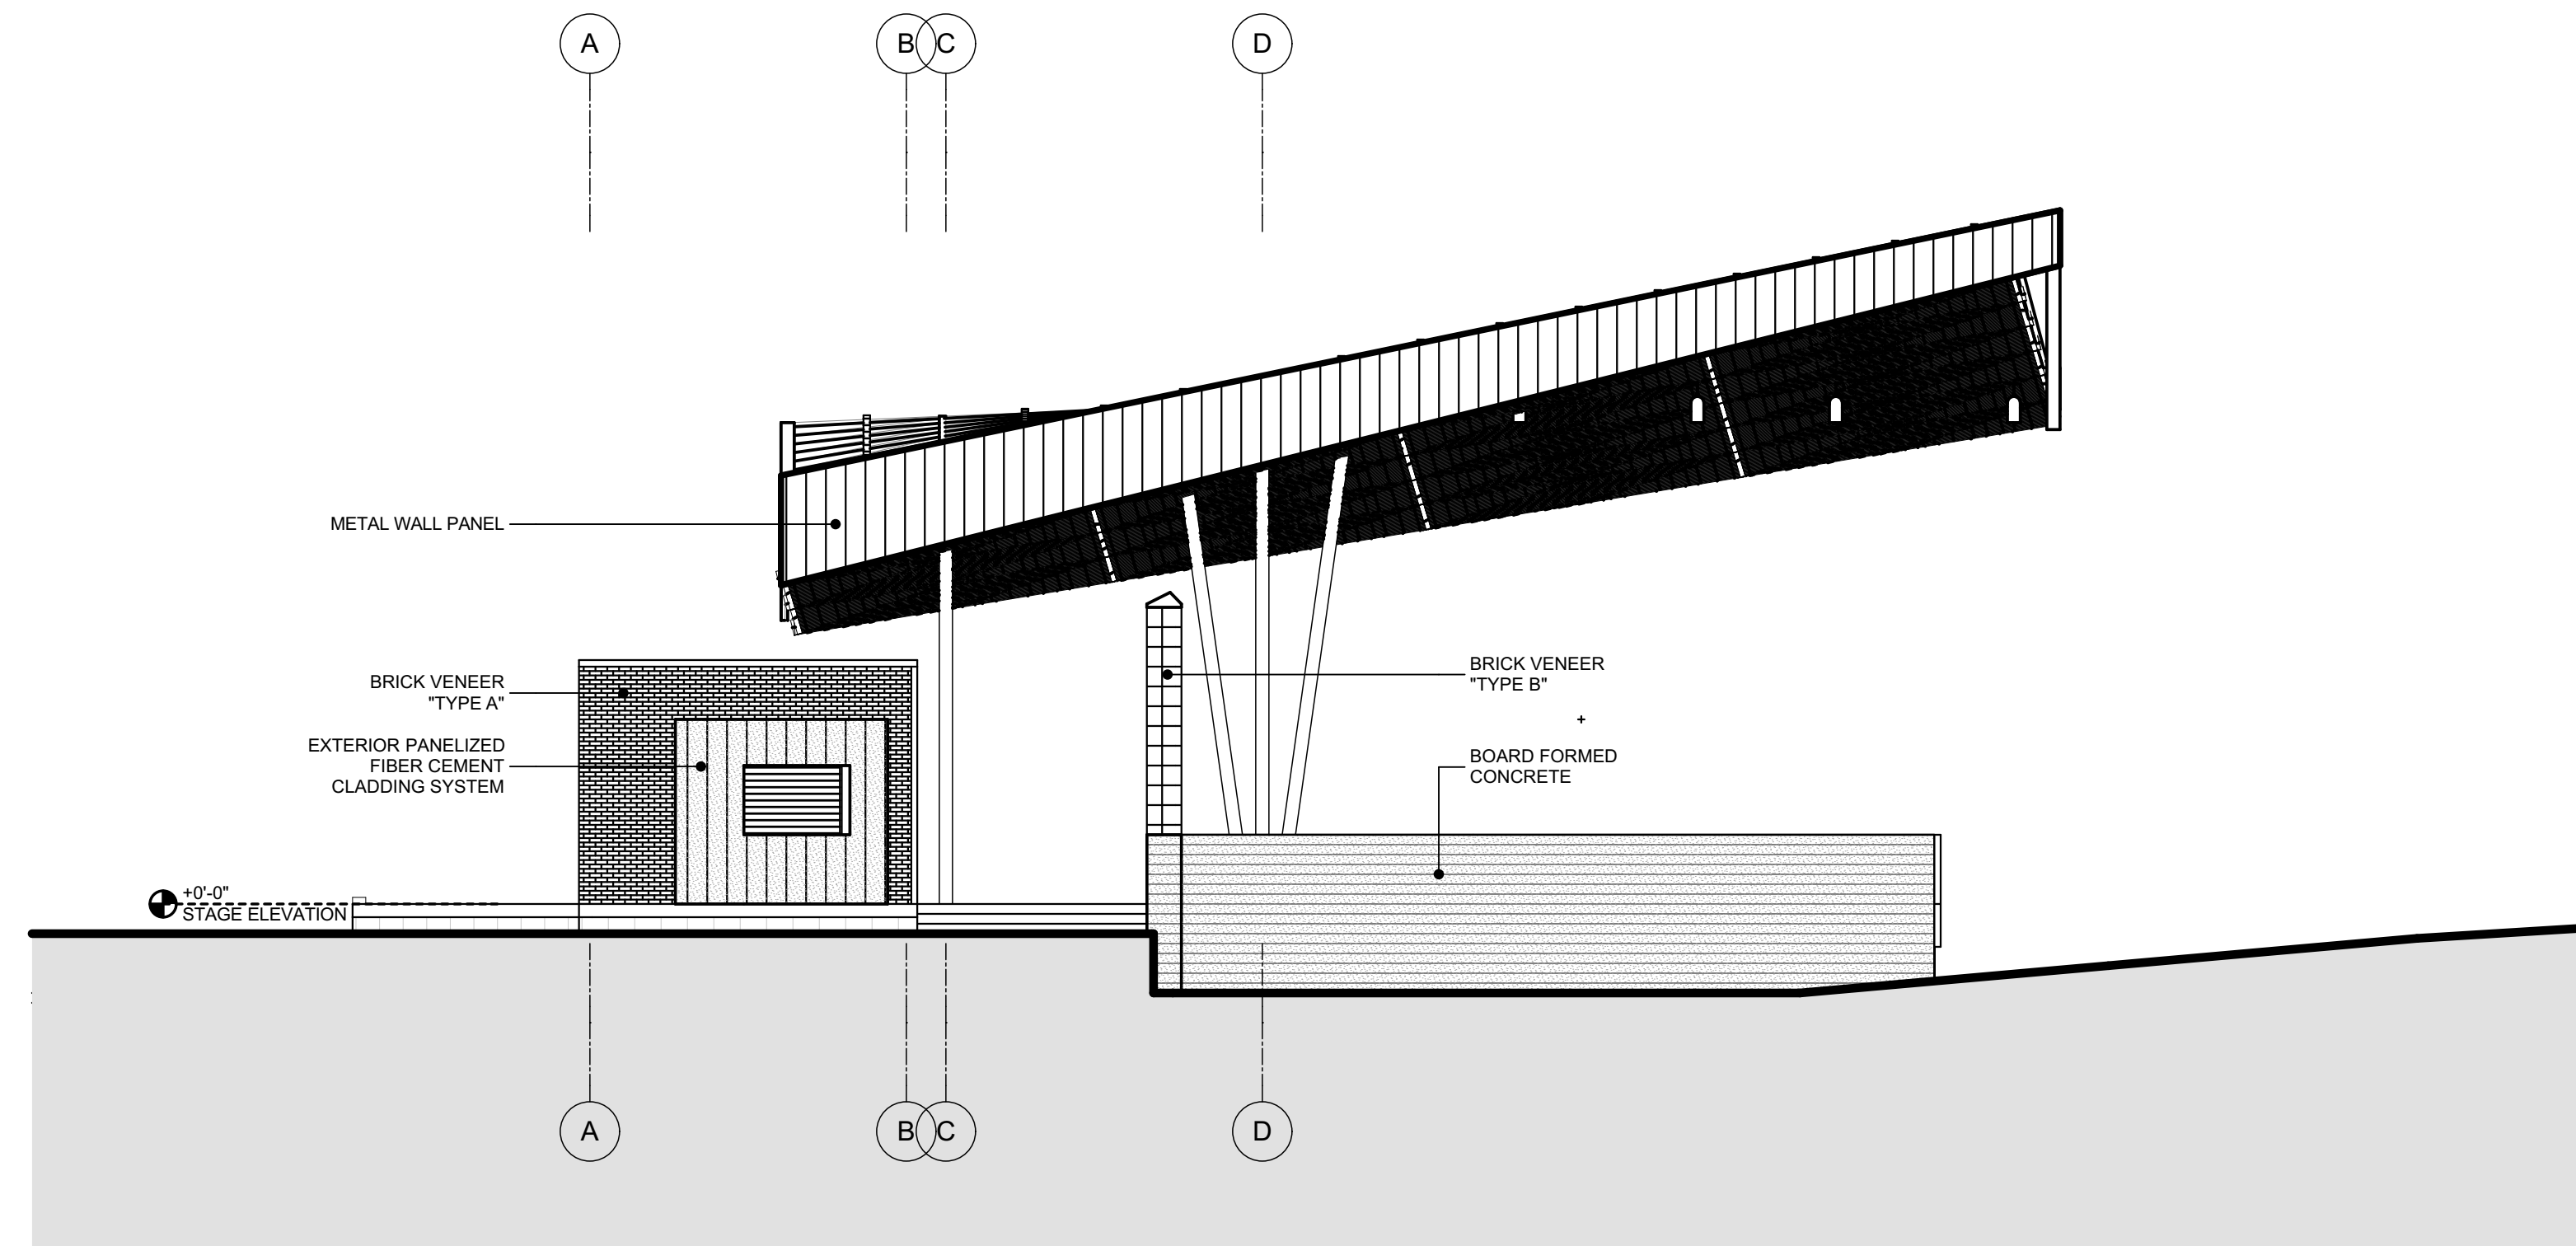 A
B
C
D
METAL WALL PANEL
BRICK VENEER
"TYPE A"
EXTERIOR PANELIZED
FIBER CEMENT
CLADDING SYSTEM
BRICK VENEER
"TYPE B"
+
BOARD FORMED
CONCRETE
+0'-0"
STAGE ELEVATION
A
B
C
D